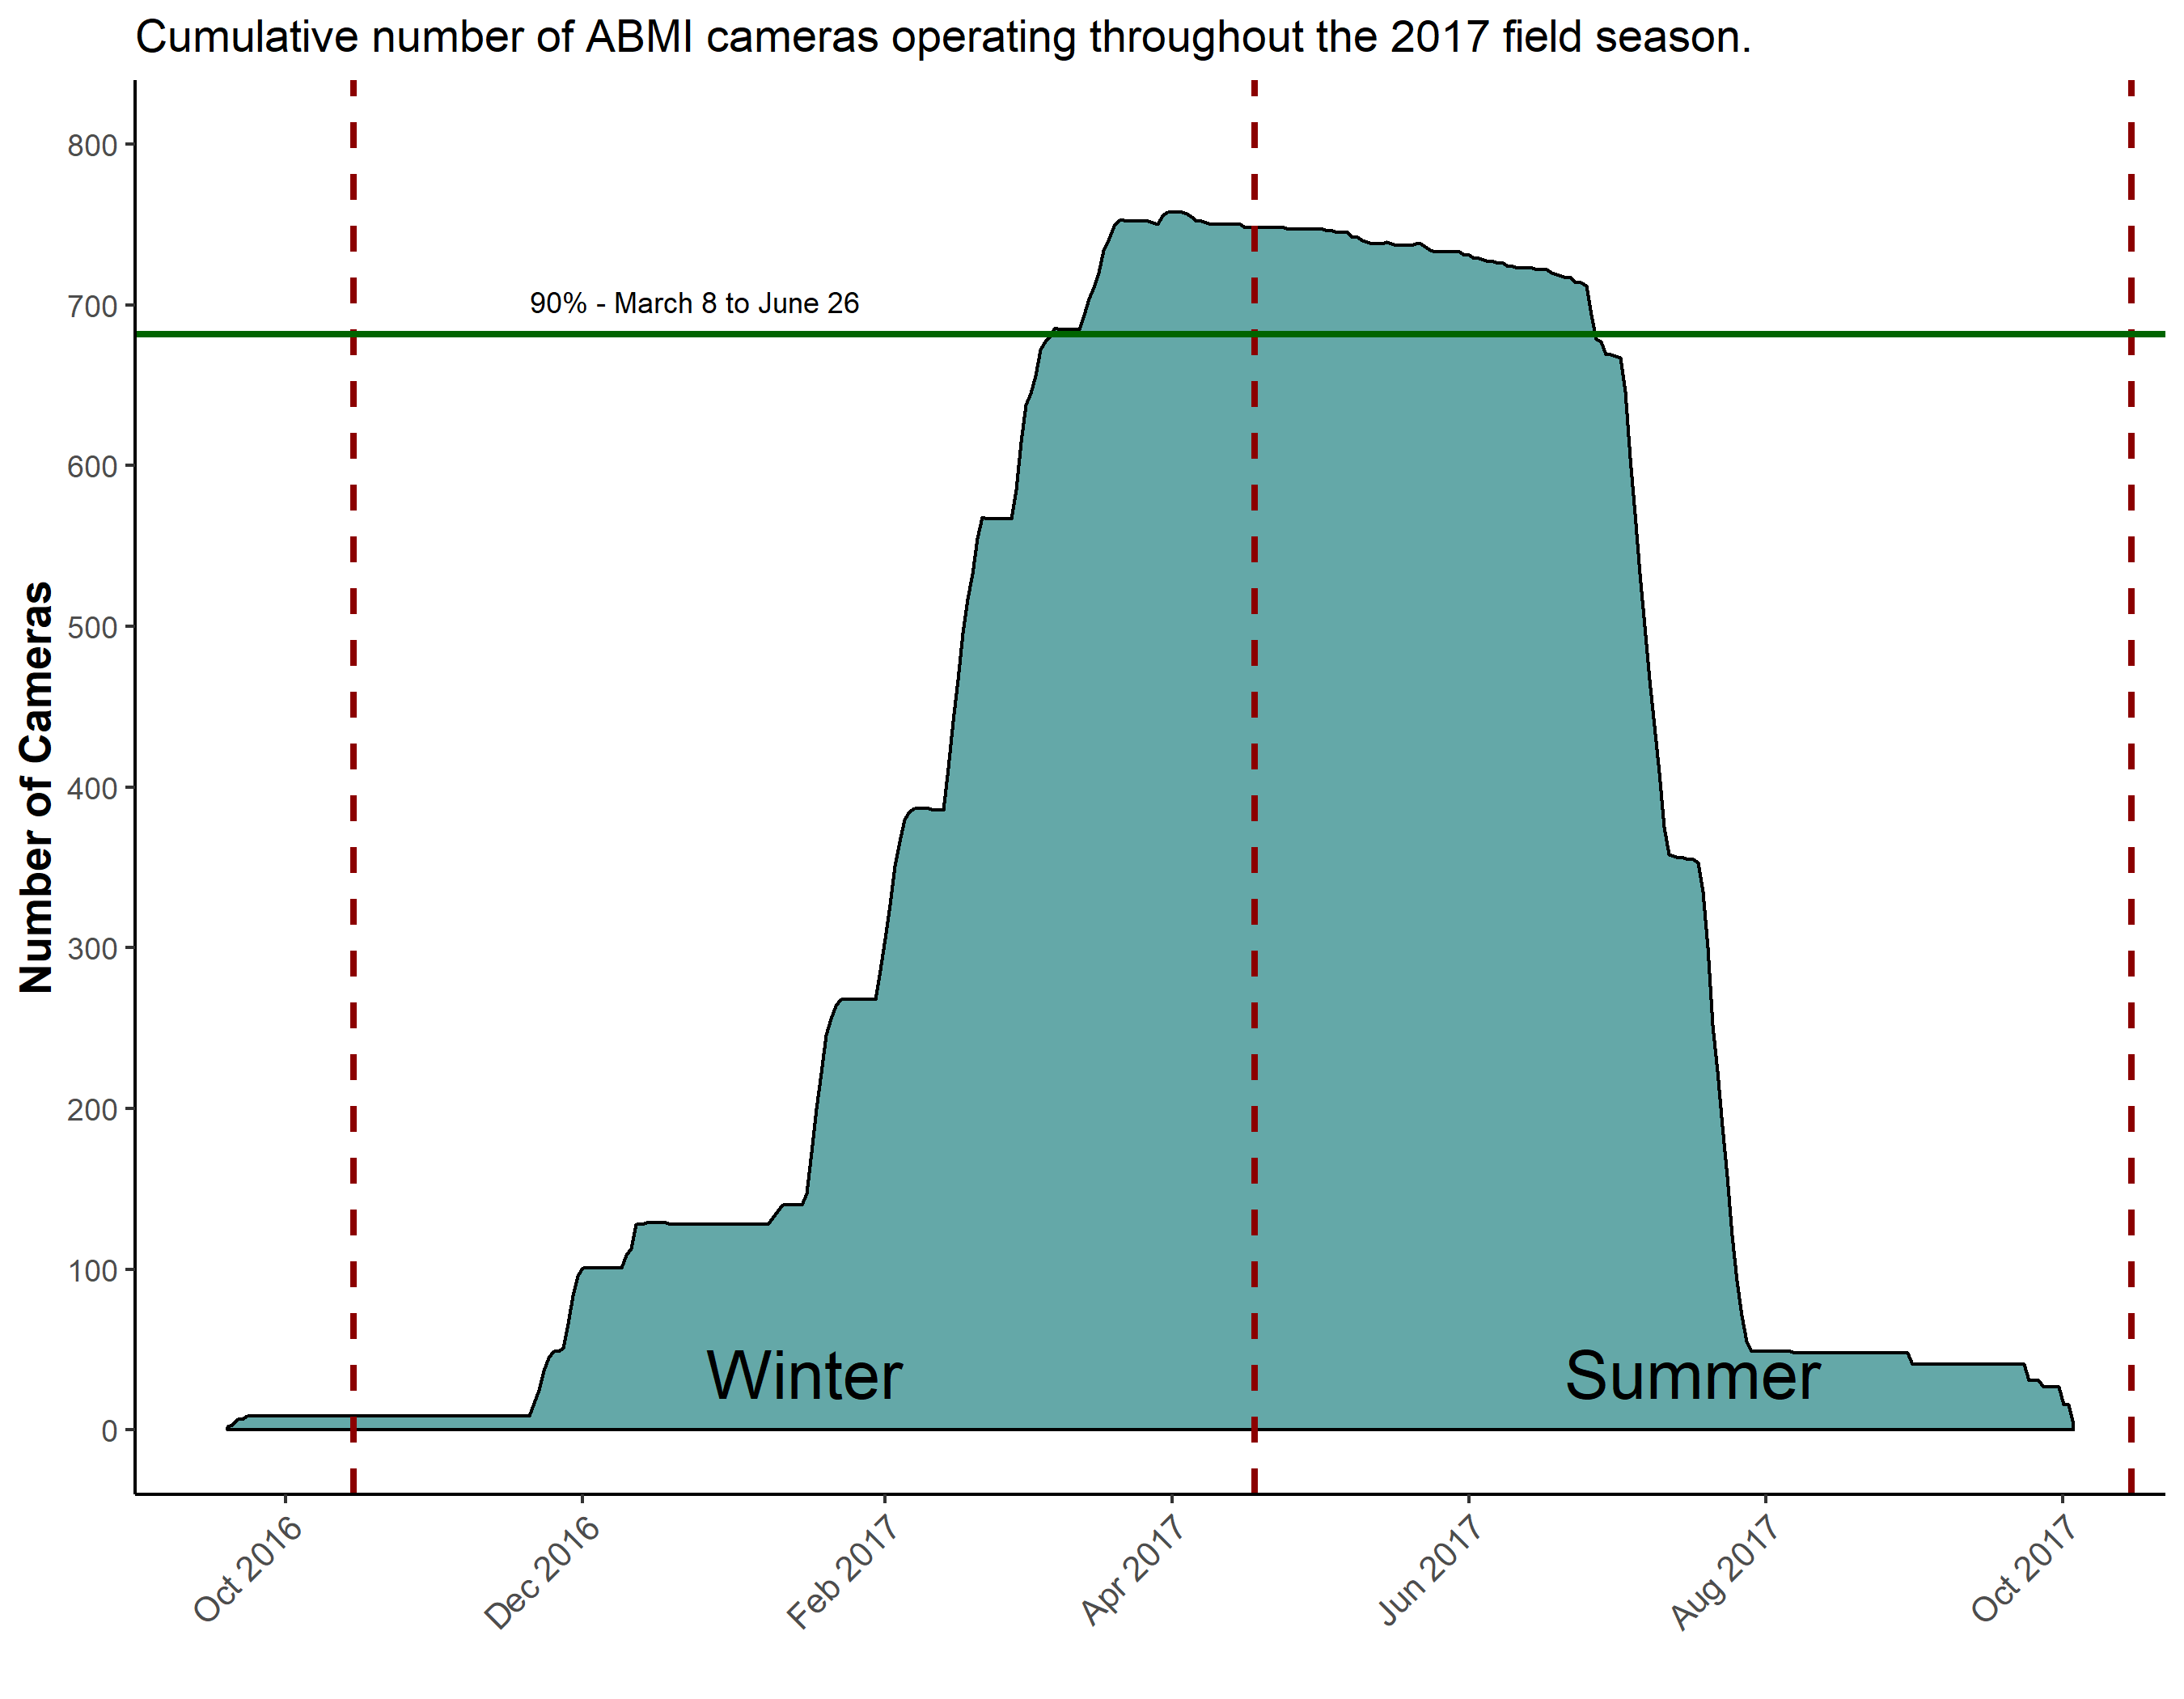 Cumulative number of ABMI cameras operating throughout the 2017 field season.
Number of Cameras
800
700
600
500
400
300
200
100
0
90% - March 8 to June 26
Winter
Summer
Oct 2016
Dec 2016
Feb 2017
Apr 2017
Jun 2017
Aug 2017
Oct 2017